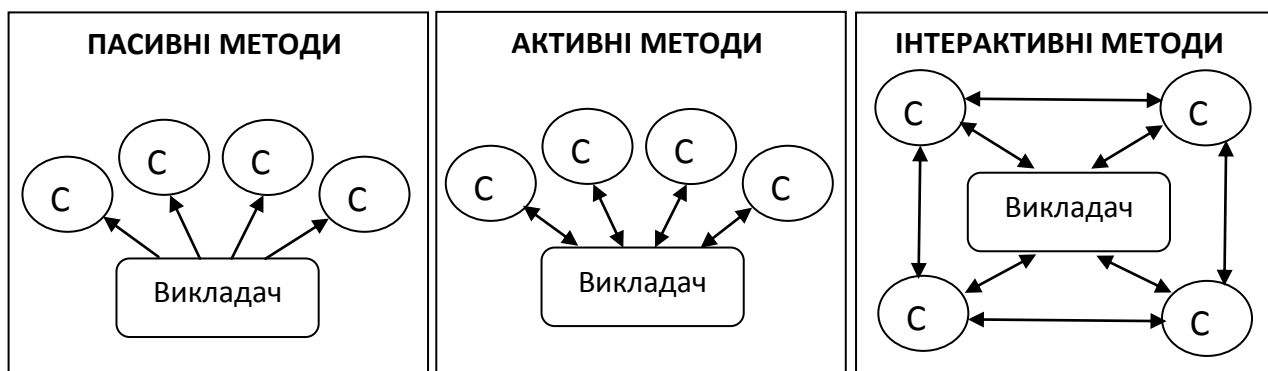 ПАСИВНІ МЕТОДИ
С
С
С
С
Викладач
АКТИВНІ МЕТОДИ
С
С
С
С
Викладач
ІНТЕРАКТИВНІ МЕТОДИ
С
С
Викладач
С
С